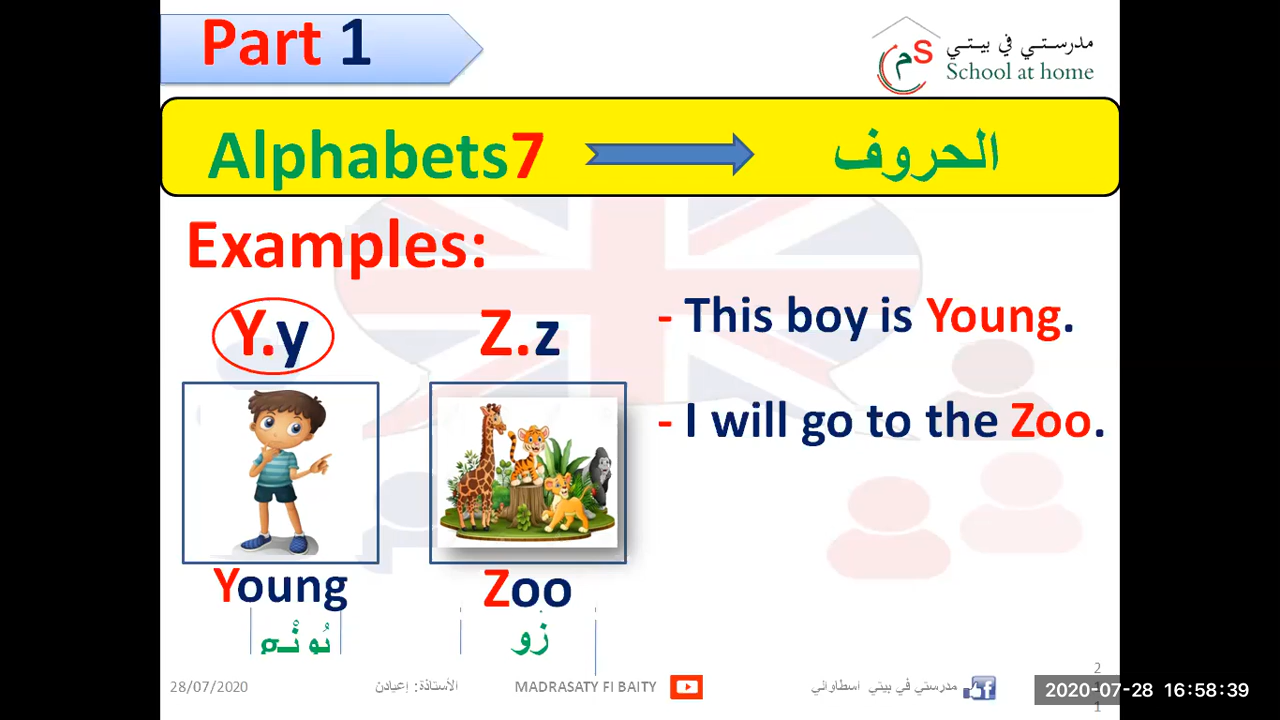 Part 1
مدرستي في بيتي
School at home
Alphabets7
الحروف
Examples:
Y.y
Z.z
- This boy is Young.
- I will go to the Zoo.
Young
Zoo
زو
28/07/2020
الأستاذة: إعيادن
MADRASATY FI BAITY
مدرستي في بيتي اسطاواتي
2020-07-28 16:58:39